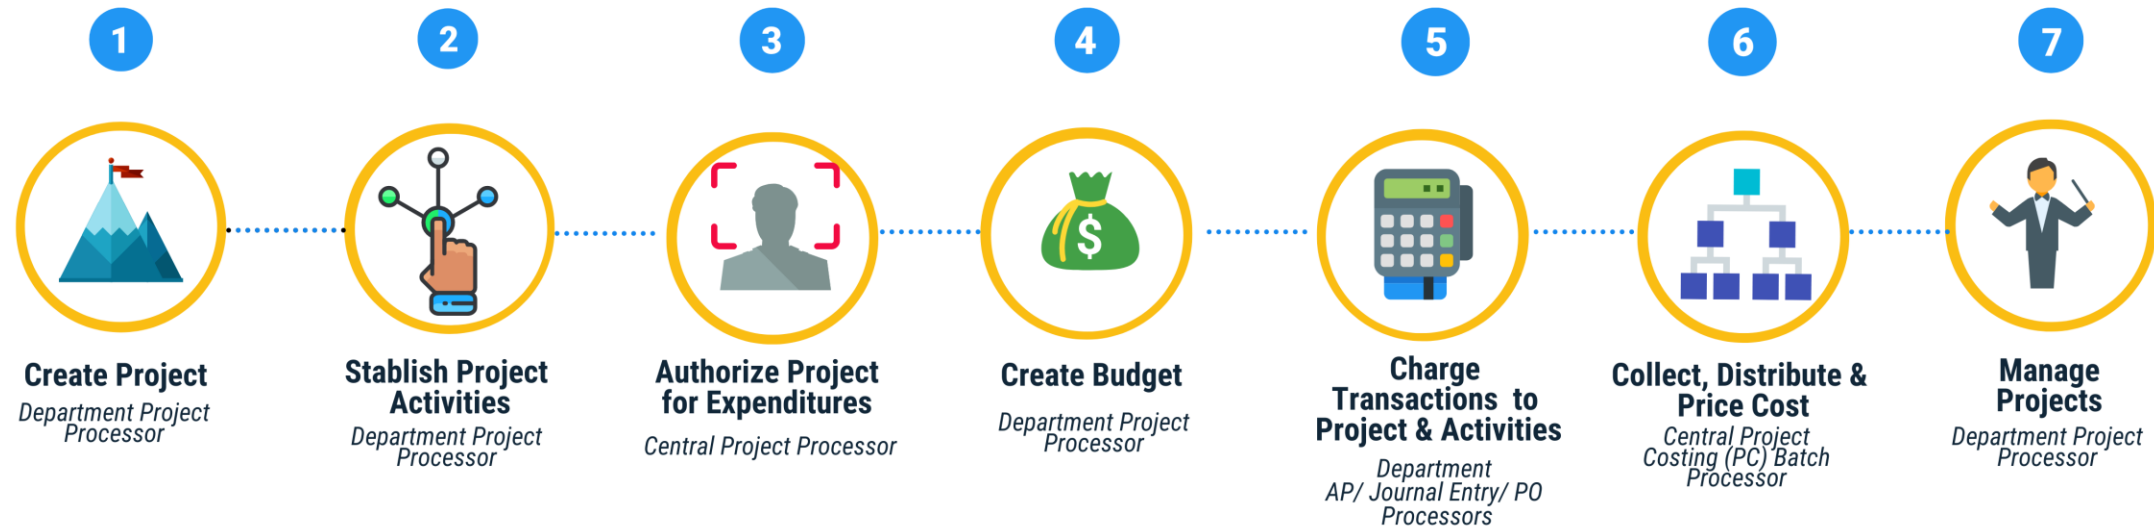 1
Create Project
Department Project
Processor
2
Stablish Project
Activities
Department Project
Processor
3
Authorize Project
for Expenditures
Central Project Processor
4
Create Budget
$
Department Project
Processor
5
Charge
Transactions to
Project & Activities
Department
AP/ Journal Entry/ PO
Processors
6
Collect, Distribute &
Price Cost
Central Project
Costing (PC) Batch
Processor
7
Manage
Projects
Department Project
Processor